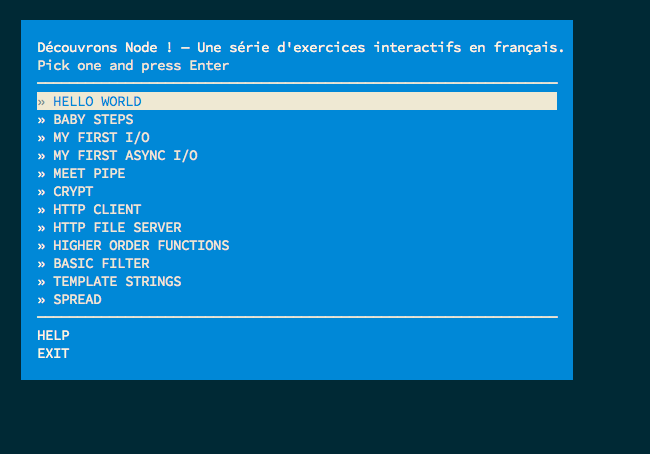 Découvrons Node ! — Une série d'exercices interactifs en français.
Pick one and press Enter
» HELLO WORLD
» BABY STEPS
» MY FIRST I/O
» MY FIRST ASYNC I/O
» MEET PIPE
» CRYPT
» HTTP CLIENT
» HTTP FILE SERVER
» HIGHER ORDER FUNCTIONS
» BASIC FILTER
» TEMPLATE STRINGS
» SPREAD
HELP
EXIT